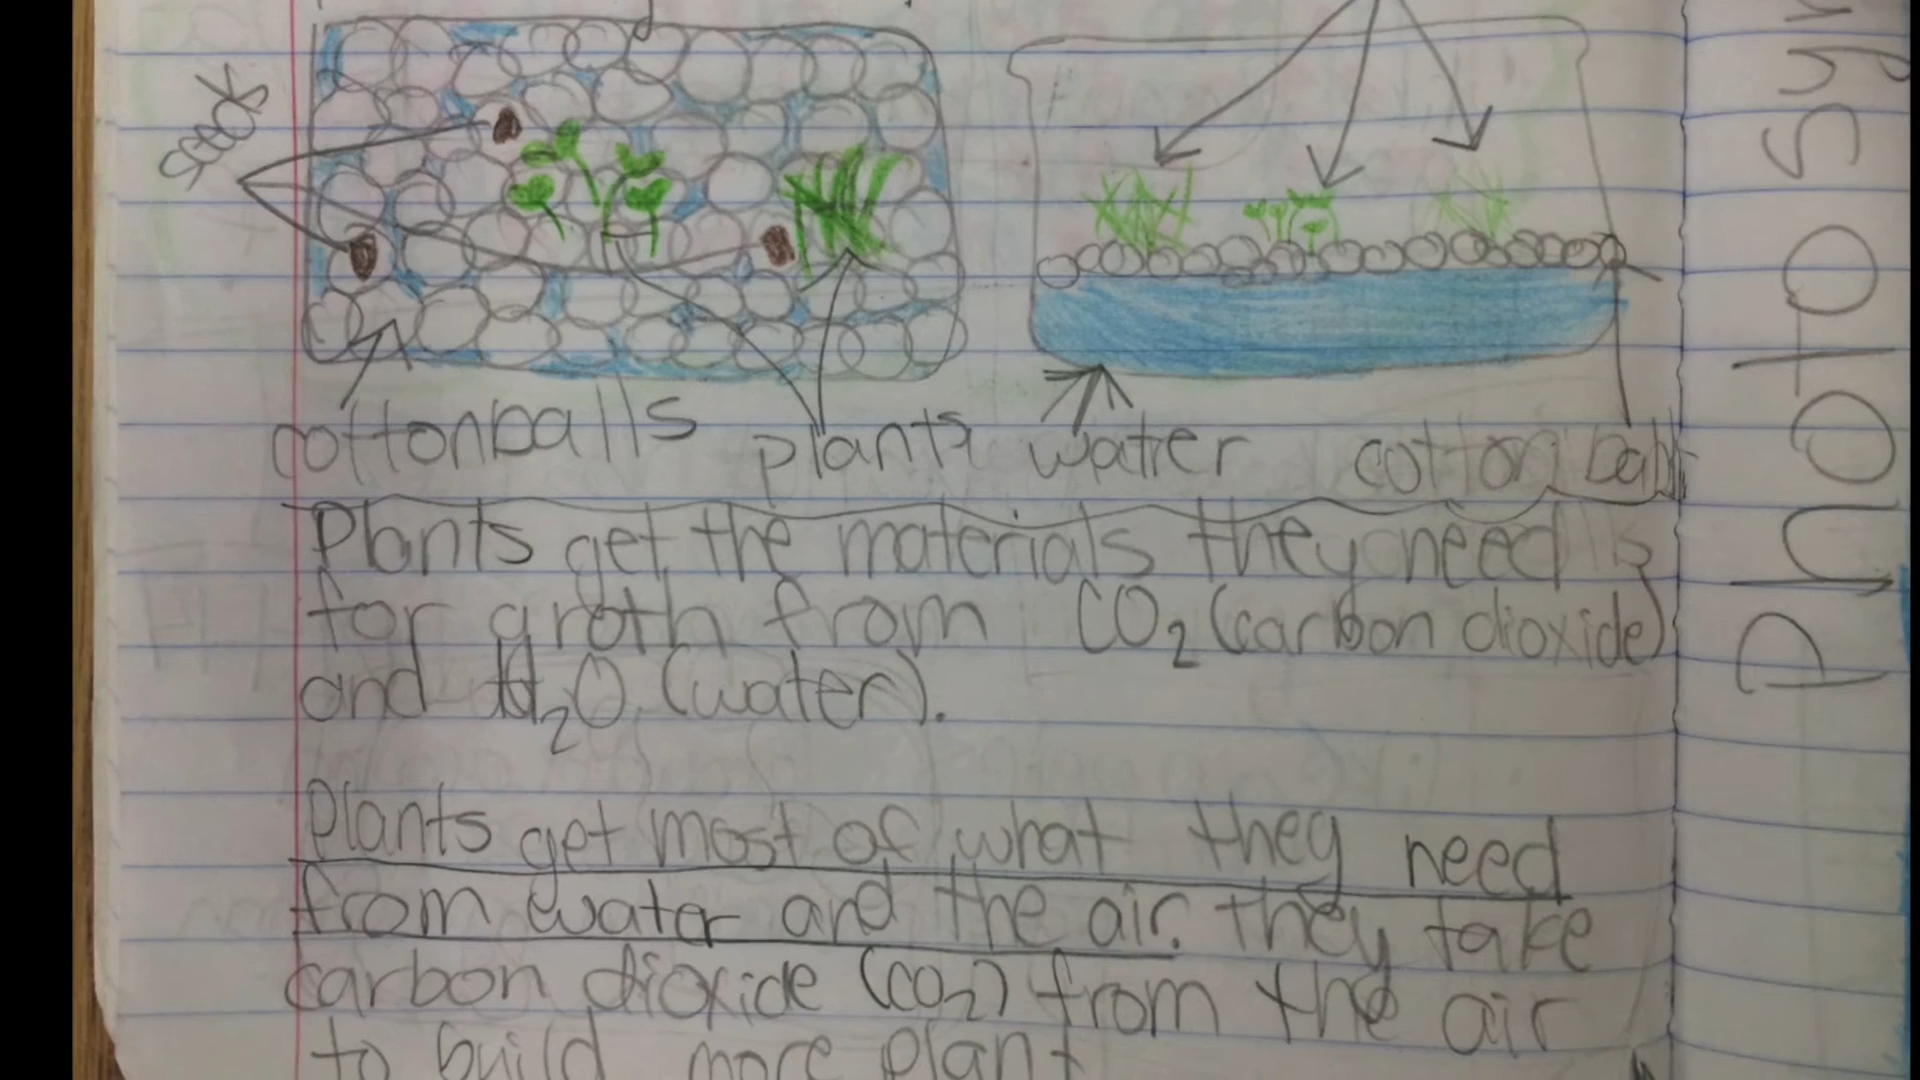 seeds
cottonballs plants water cotton balls
Plants get the materials they need
for groth from CO₂ (carbon dioxide)
and H₂O (water).
Plants get most of what they need
from water and the air. they take
carbon dioxide (CO₂) from the air
to build more plant
Photo sy